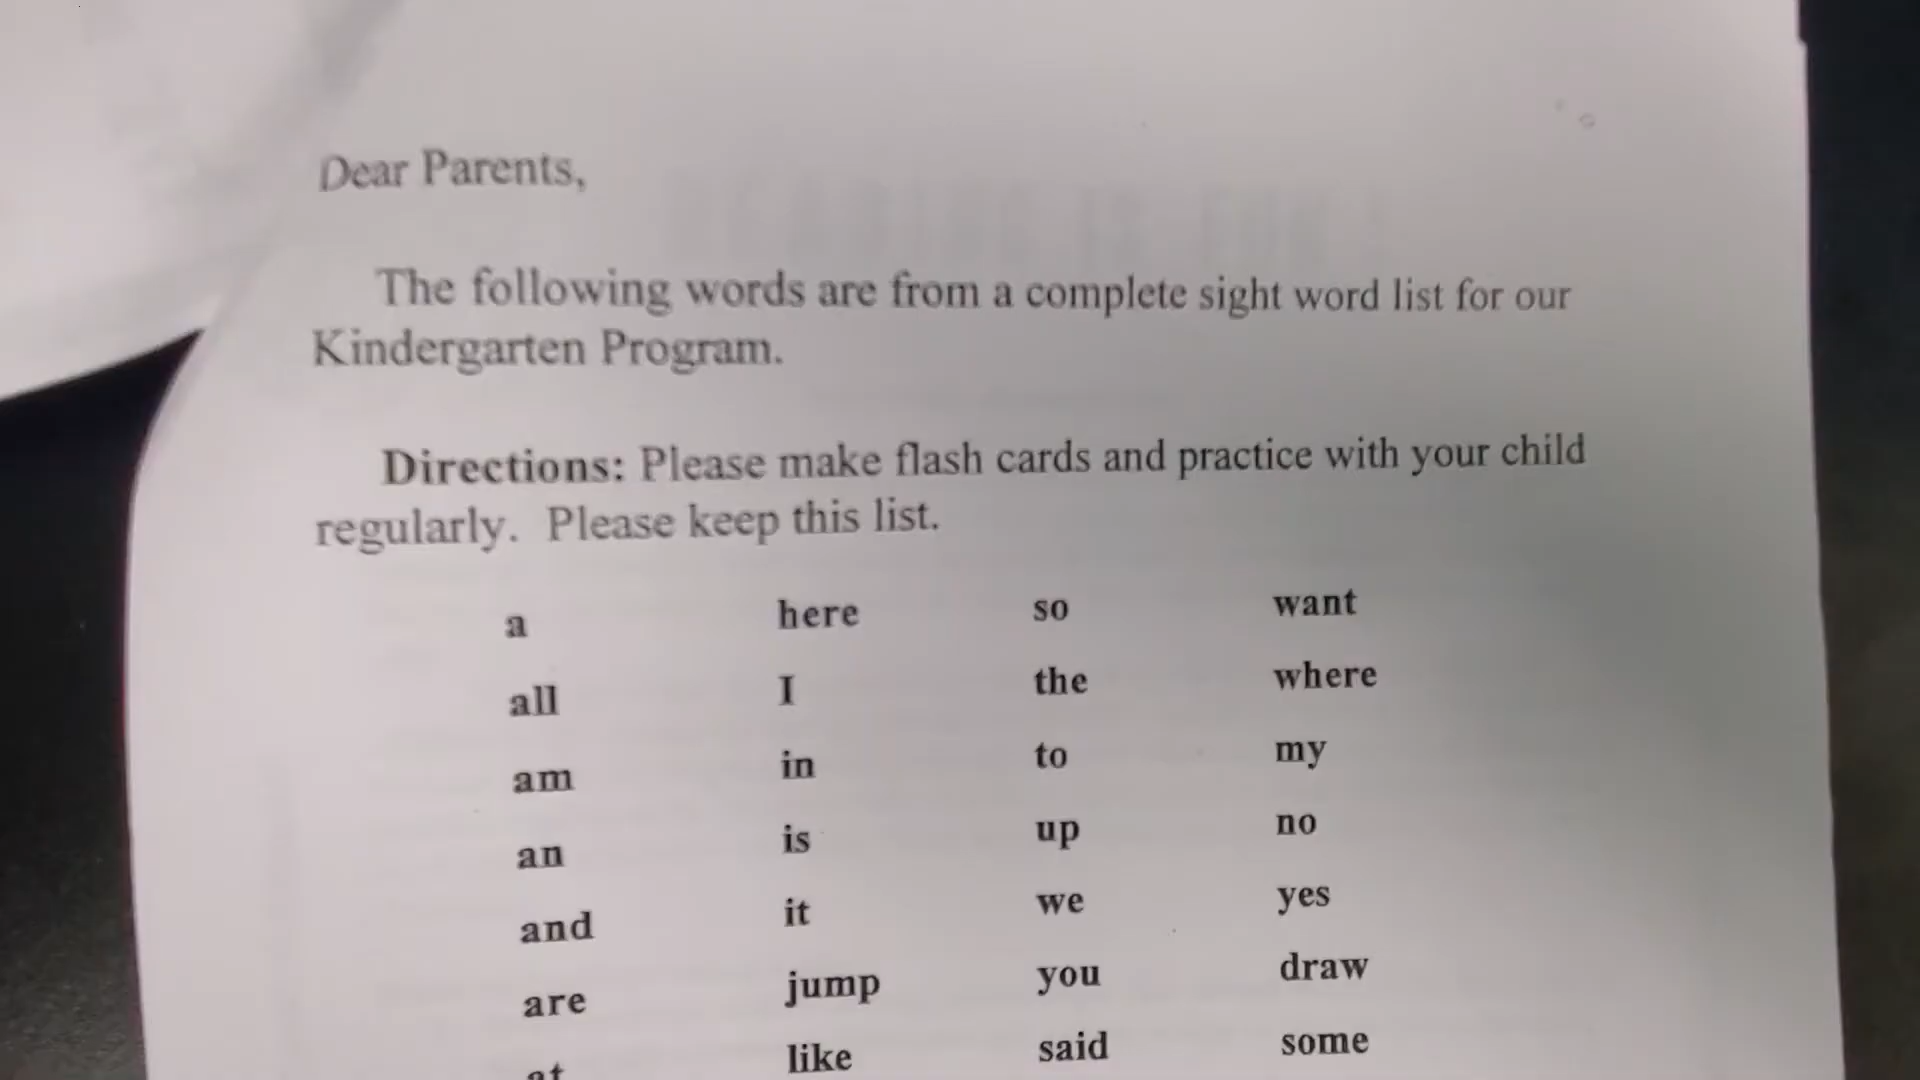 Dear Parents,
The following words are from a complete sight word list for our
Kindergarten Program.
Directions: Please make flash cards and practice with your child
regularly. Please keep this list.
a here so want
all I the where
am in to my
an is up no
and it we yes
are jump you draw
at like said some